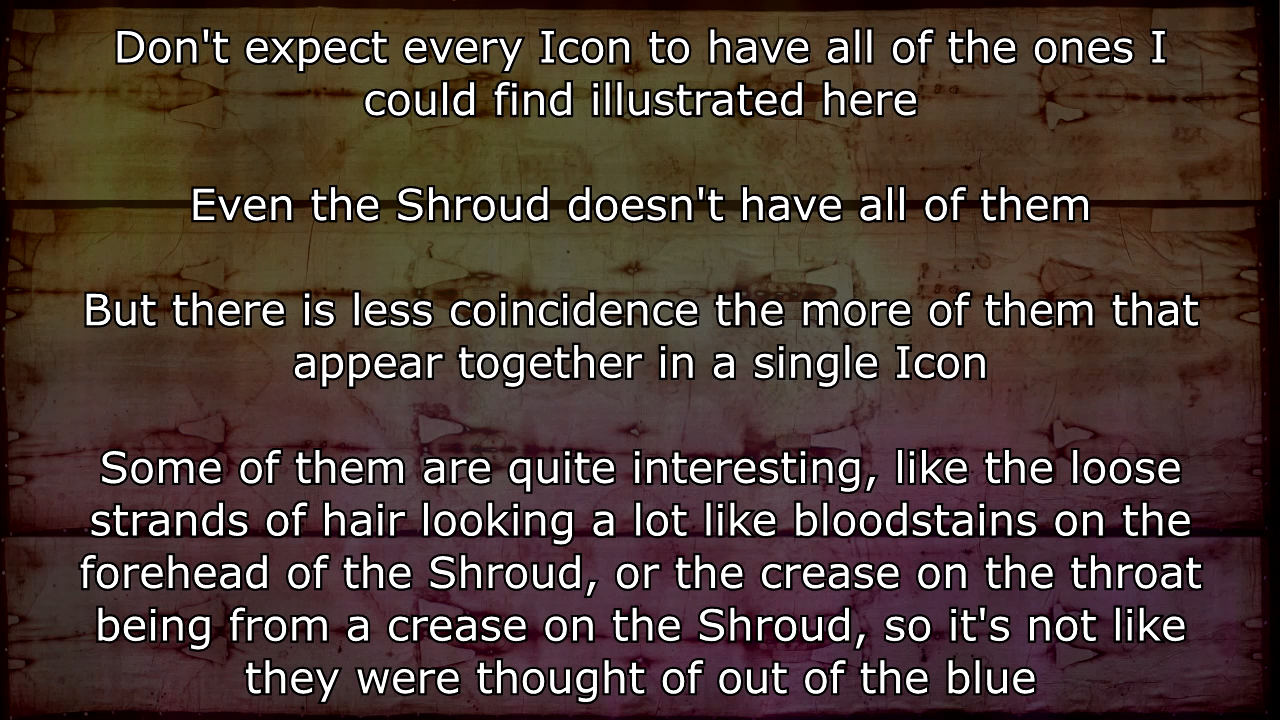 Don't expect every Icon to have all of the ones I
could find illustrated here
Even the Shroud doesn't have all of them
But there is less coincidence the more of them that
appear together in a single Icon
Some of them are quite interesting, like the loose
strands of hair looking a lot like bloodstains on the
forehead of the Shroud, or the crease on the throat
being from a crease on the Shroud, so it's not like
they were thought of out of the blue